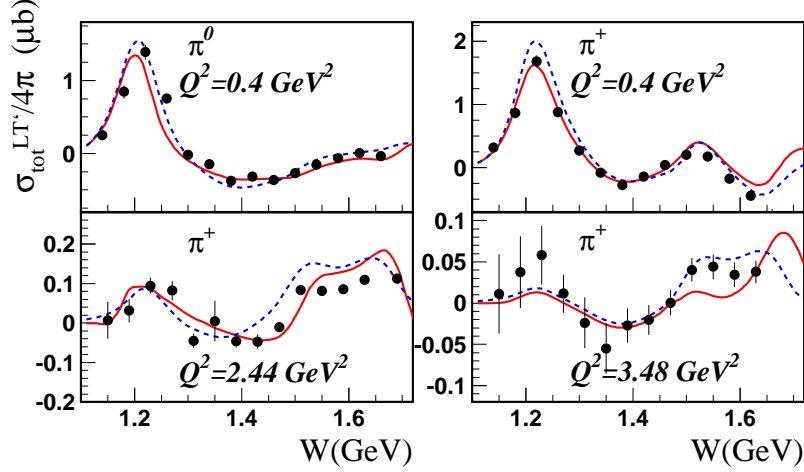 σ_tot^LT‘/4π (μb)
π⁰
Q²=0.4 GeV²
1
0
π⁺
Q²=0.4 GeV²
2
1
0
π⁺
Q²=2.44 GeV²
0.2
0.1
0
-0.1
-0.2
1.2 1.4 1.6
W(GeV)
π⁺
Q²=3.48 GeV²
0.1
0.05
0
-0.05
-0.1
1.2 1.4 1.6
W(GeV)